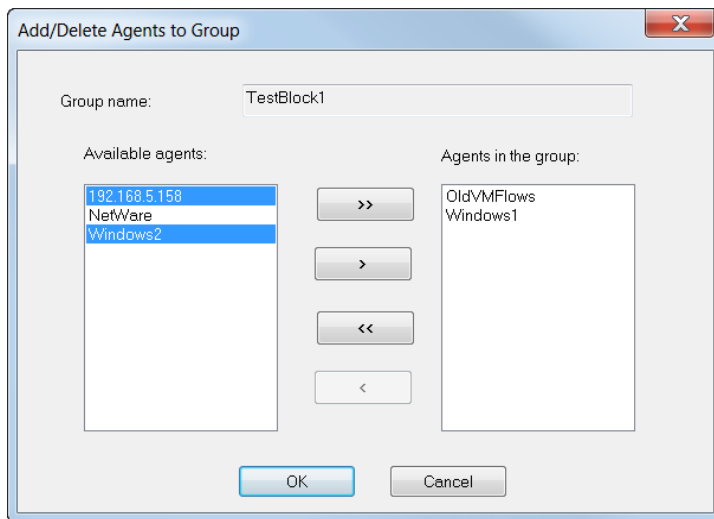 Add/Delete Agents to Group
X
Group name:
TestBlock1
Available agents:
Agents in the group:
192.168.5.158
NetWare
Windows2
>>
>
<<
<
OldVMFlows
Windows1
OK
Cancel